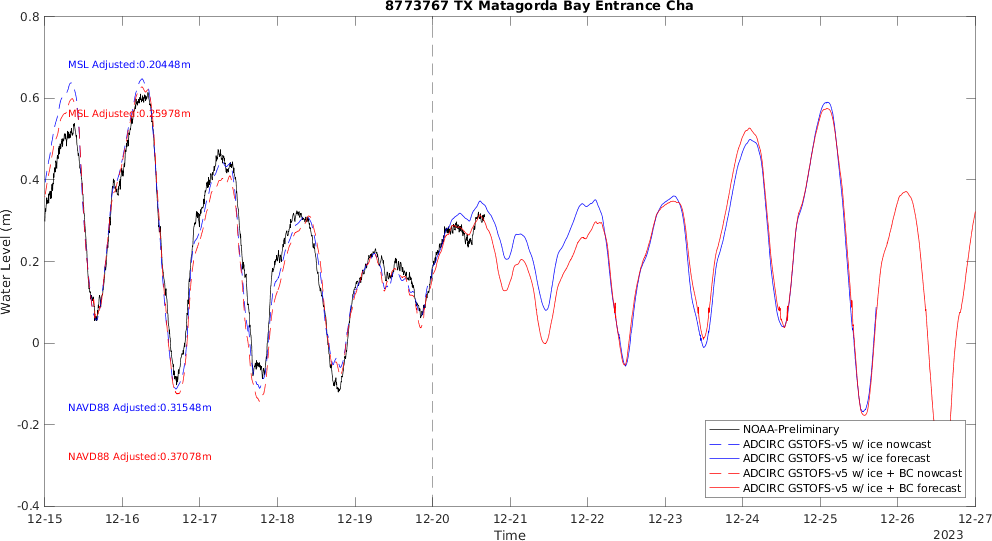 8773767 TX Matagorda Bay Entrance Cha
0.8
0.6
0.4
0.2
0
-0.2
-0.4
Water Level (m)
MSL Adjusted:0.20448m
MSL Adjusted:0.25978m
NAVD88 Adjusted:0.31548m
NAVD88 Adjusted:0.37078m
NOAA-Preliminary
ADCIRC GSTOFS-v5 w/ ice nowcast
ADCIRC GSTOFS-v5 w/ ice forecast
ADCIRC GSTOFS-v5 w/ ice + BC nowcast
ADCIRC GSTOFS-v5 w/ ice + BC forecast
12-15 12-16 12-17 12-18 12-19 12-20 12-21 12-22 12-23 12-24 12-25 12-26 12-27
Time
2023